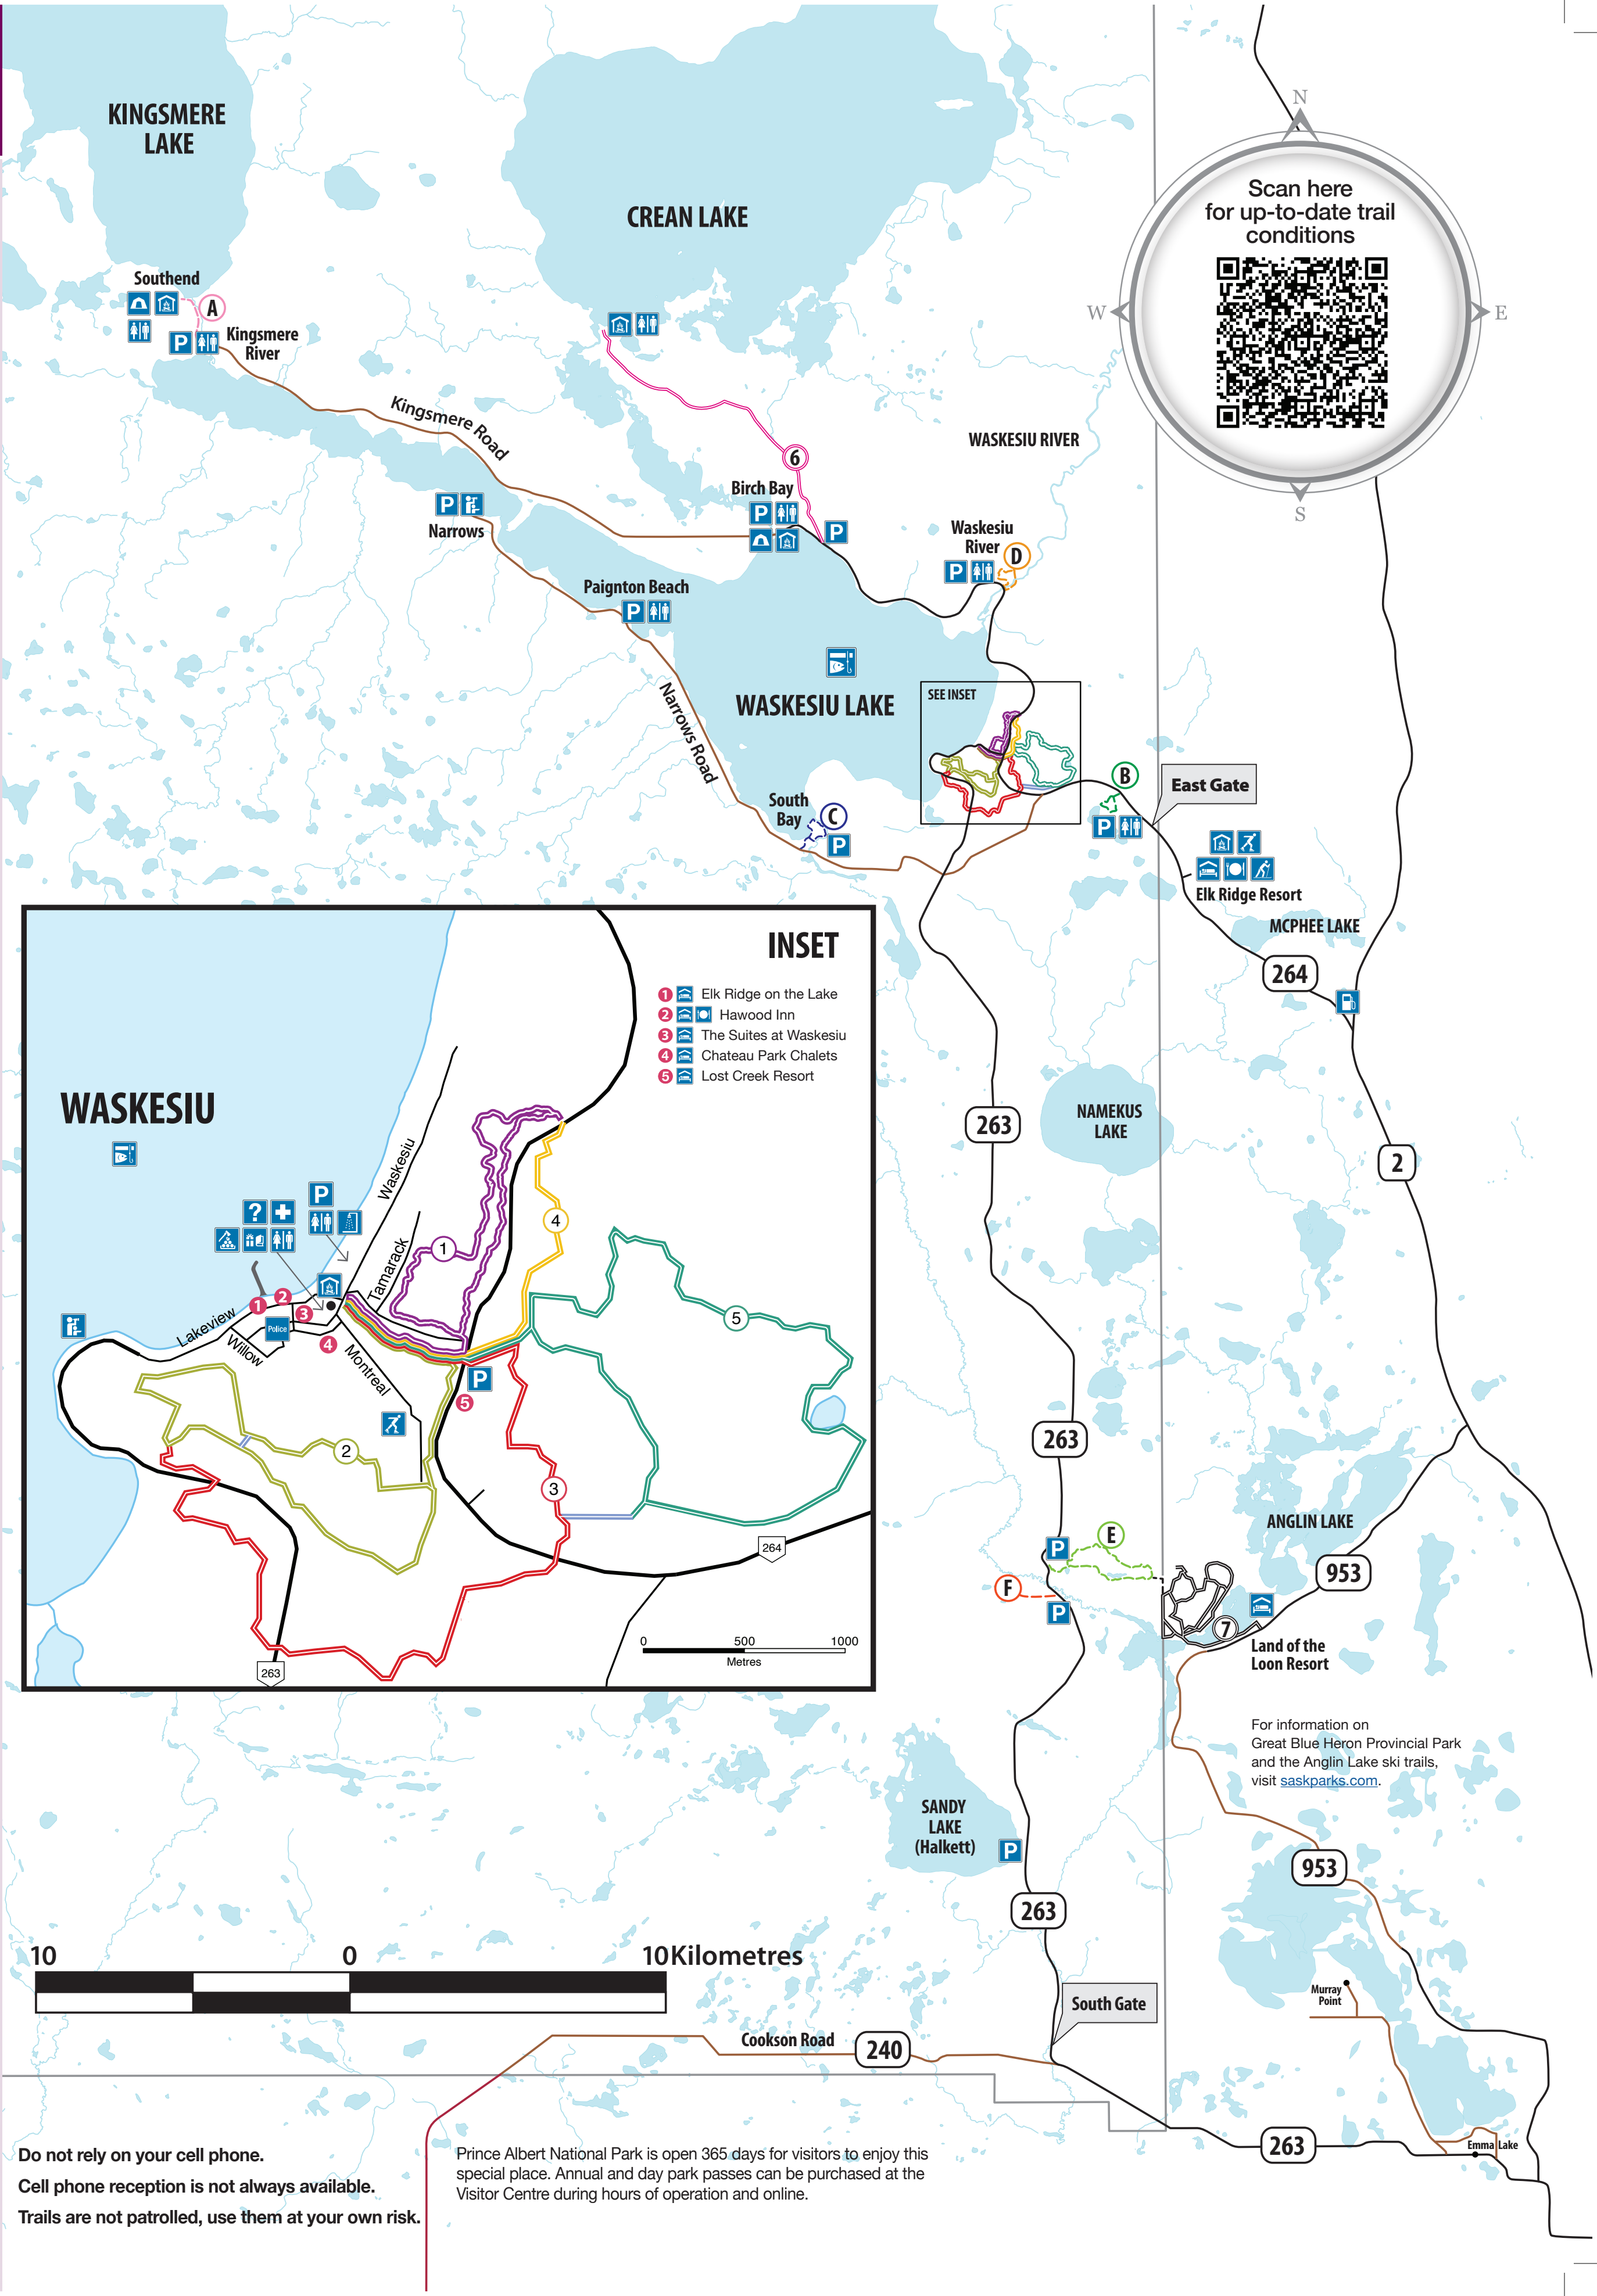 KINGSMERE
LAKE
CREAN LAKE
N
W
E
S
Scan here
for up-to-date trail
conditions
Southend
A
P
Kingsmere
River
Kingsmere Road
WASKESIU RIVER
6
Birch Bay
P
P
P
Narrows
Waskesiu
River
D
P
Paignton Beach
P
WASKESIU LAKE
Narrows Road
SEE INSET
South
Bay
C
P
B
P
East Gate
Elk Ridge Resort
MCPHEE LAKE
264
INSET
1 Elk Ridge on the Lake
2 Hawood Inn
3 The Suites at Waskesiu
4 Chateau Park Chalets
5 Lost Creek Resort
WASKESIU
Waskesiu
Tamarack
P
?
1
4
5
1
2
3
4
Police
Lakeview
Willow
Montreal
P
5
2
3
264
263
0 500 1000
Metres
263
NAMEKUS
LAKE
2
263
ANGLIN LAKE
P
E
F
P
953
7
Land of the
Loon Resort
For information on
Great Blue Heron Provincial Park
and the Anglin Lake ski trails,
visit saskparks.com.
SANDY
LAKE
(Halkett)
P
953
263
10 0 10Kilometres
Murray
Point
South Gate
Cookson Road
240
263
Emma Lake
Do not rely on your cell phone.
Cell phone reception is not always available.
Trails are not patrolled, use them at your own risk.
Prince Albert National Park is open 365 days for visitors to enjoy this
special place. Annual and day park passes can be purchased at the
Visitor Centre during hours of operation and online.